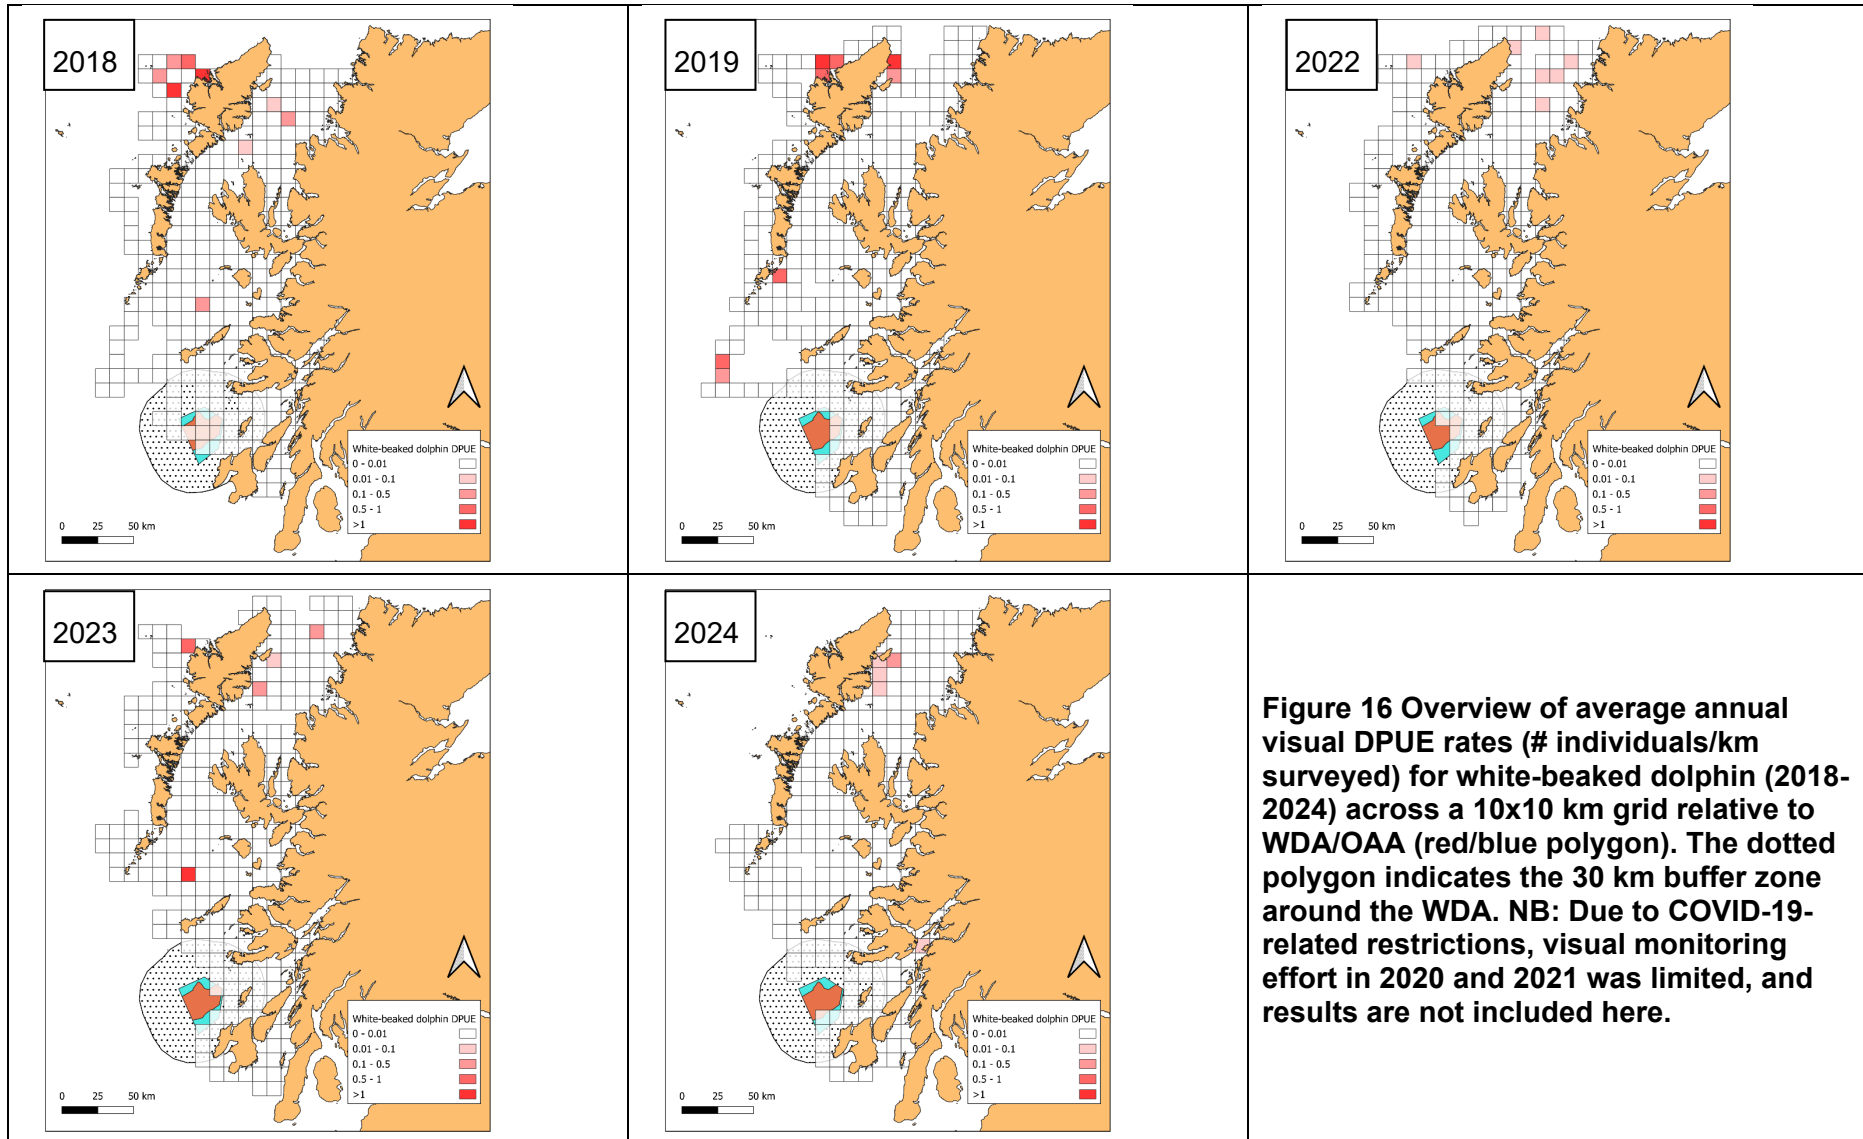 2018
White-beaked dolphin DPUE
0 - 0.01
0.01 - 0.1
0.1 - 0.5
0.5 - 1
>1
0 25 50 km
2019
White-beaked dolphin DPUE
0 - 0.01
0.01 - 0.1
0.1 - 0.5
0.5 - 1
>1
0 25 50 km
2022
White-beaked dolphin DPUE
0 - 0.01
0.01 - 0.1
0.1 - 0.5
0.5 - 1
>1
0 25 50 km
2023
White-beaked dolphin DPUE
0 - 0.01
0.01 - 0.1
0.1 - 0.5
0.5 - 1
>1
0 25 50 km
2024
White-beaked dolphin DPUE
0 - 0.01
0.01 - 0.1
0.1 - 0.5
0.5 - 1
>1
0 25 50 km
Figure 16 Overview of average annual
visual DPUE rates (# individuals/km
surveyed) for white-beaked dolphin (2018-
2024) across a 10x10 km grid relative to
WDA/OAA (red/blue polygon). The dotted
polygon indicates the 30 km buffer zone
around the WDA. NB: Due to COVID-19-
related restrictions, visual monitoring
effort in 2020 and 2021 was limited, and
results are not included here.